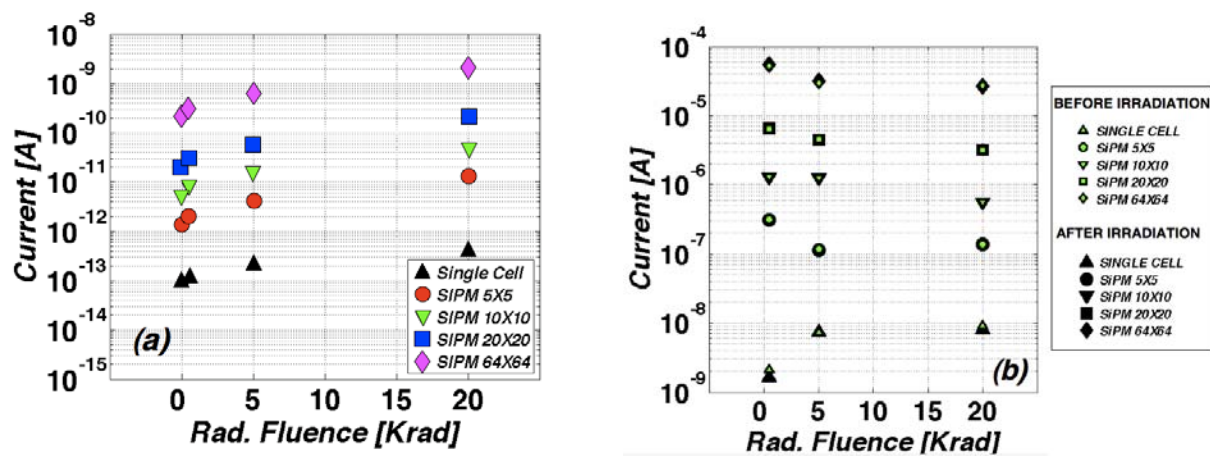 10^-8
10^-9
10^-10
10^-11
10^-12
10^-13
10^-14
10^-15
Current [A]
(a)
Single Cell
SIPM 5X5
SIPM 10X10
SIPM 20X20
SIPM 64X64
0 5 10 15 20
Rad. Fluence [Krad]
10^-4
10^-5
10^-6
10^-7
10^-8
10^-9
Current [A]
(b)
0 5 10 15 20
Rad. Fluence [Krad]
BEFORE IRRADIATION
SINGLE CELL
SiPM 5X5
SiPM 10X10
SiPM 20X20
SiPM 64X64
AFTER IRRADIATION
SINGLE CELL
SiPM 5X5
SiPM 10X10
SiPM 20X20
SiPM 64X64